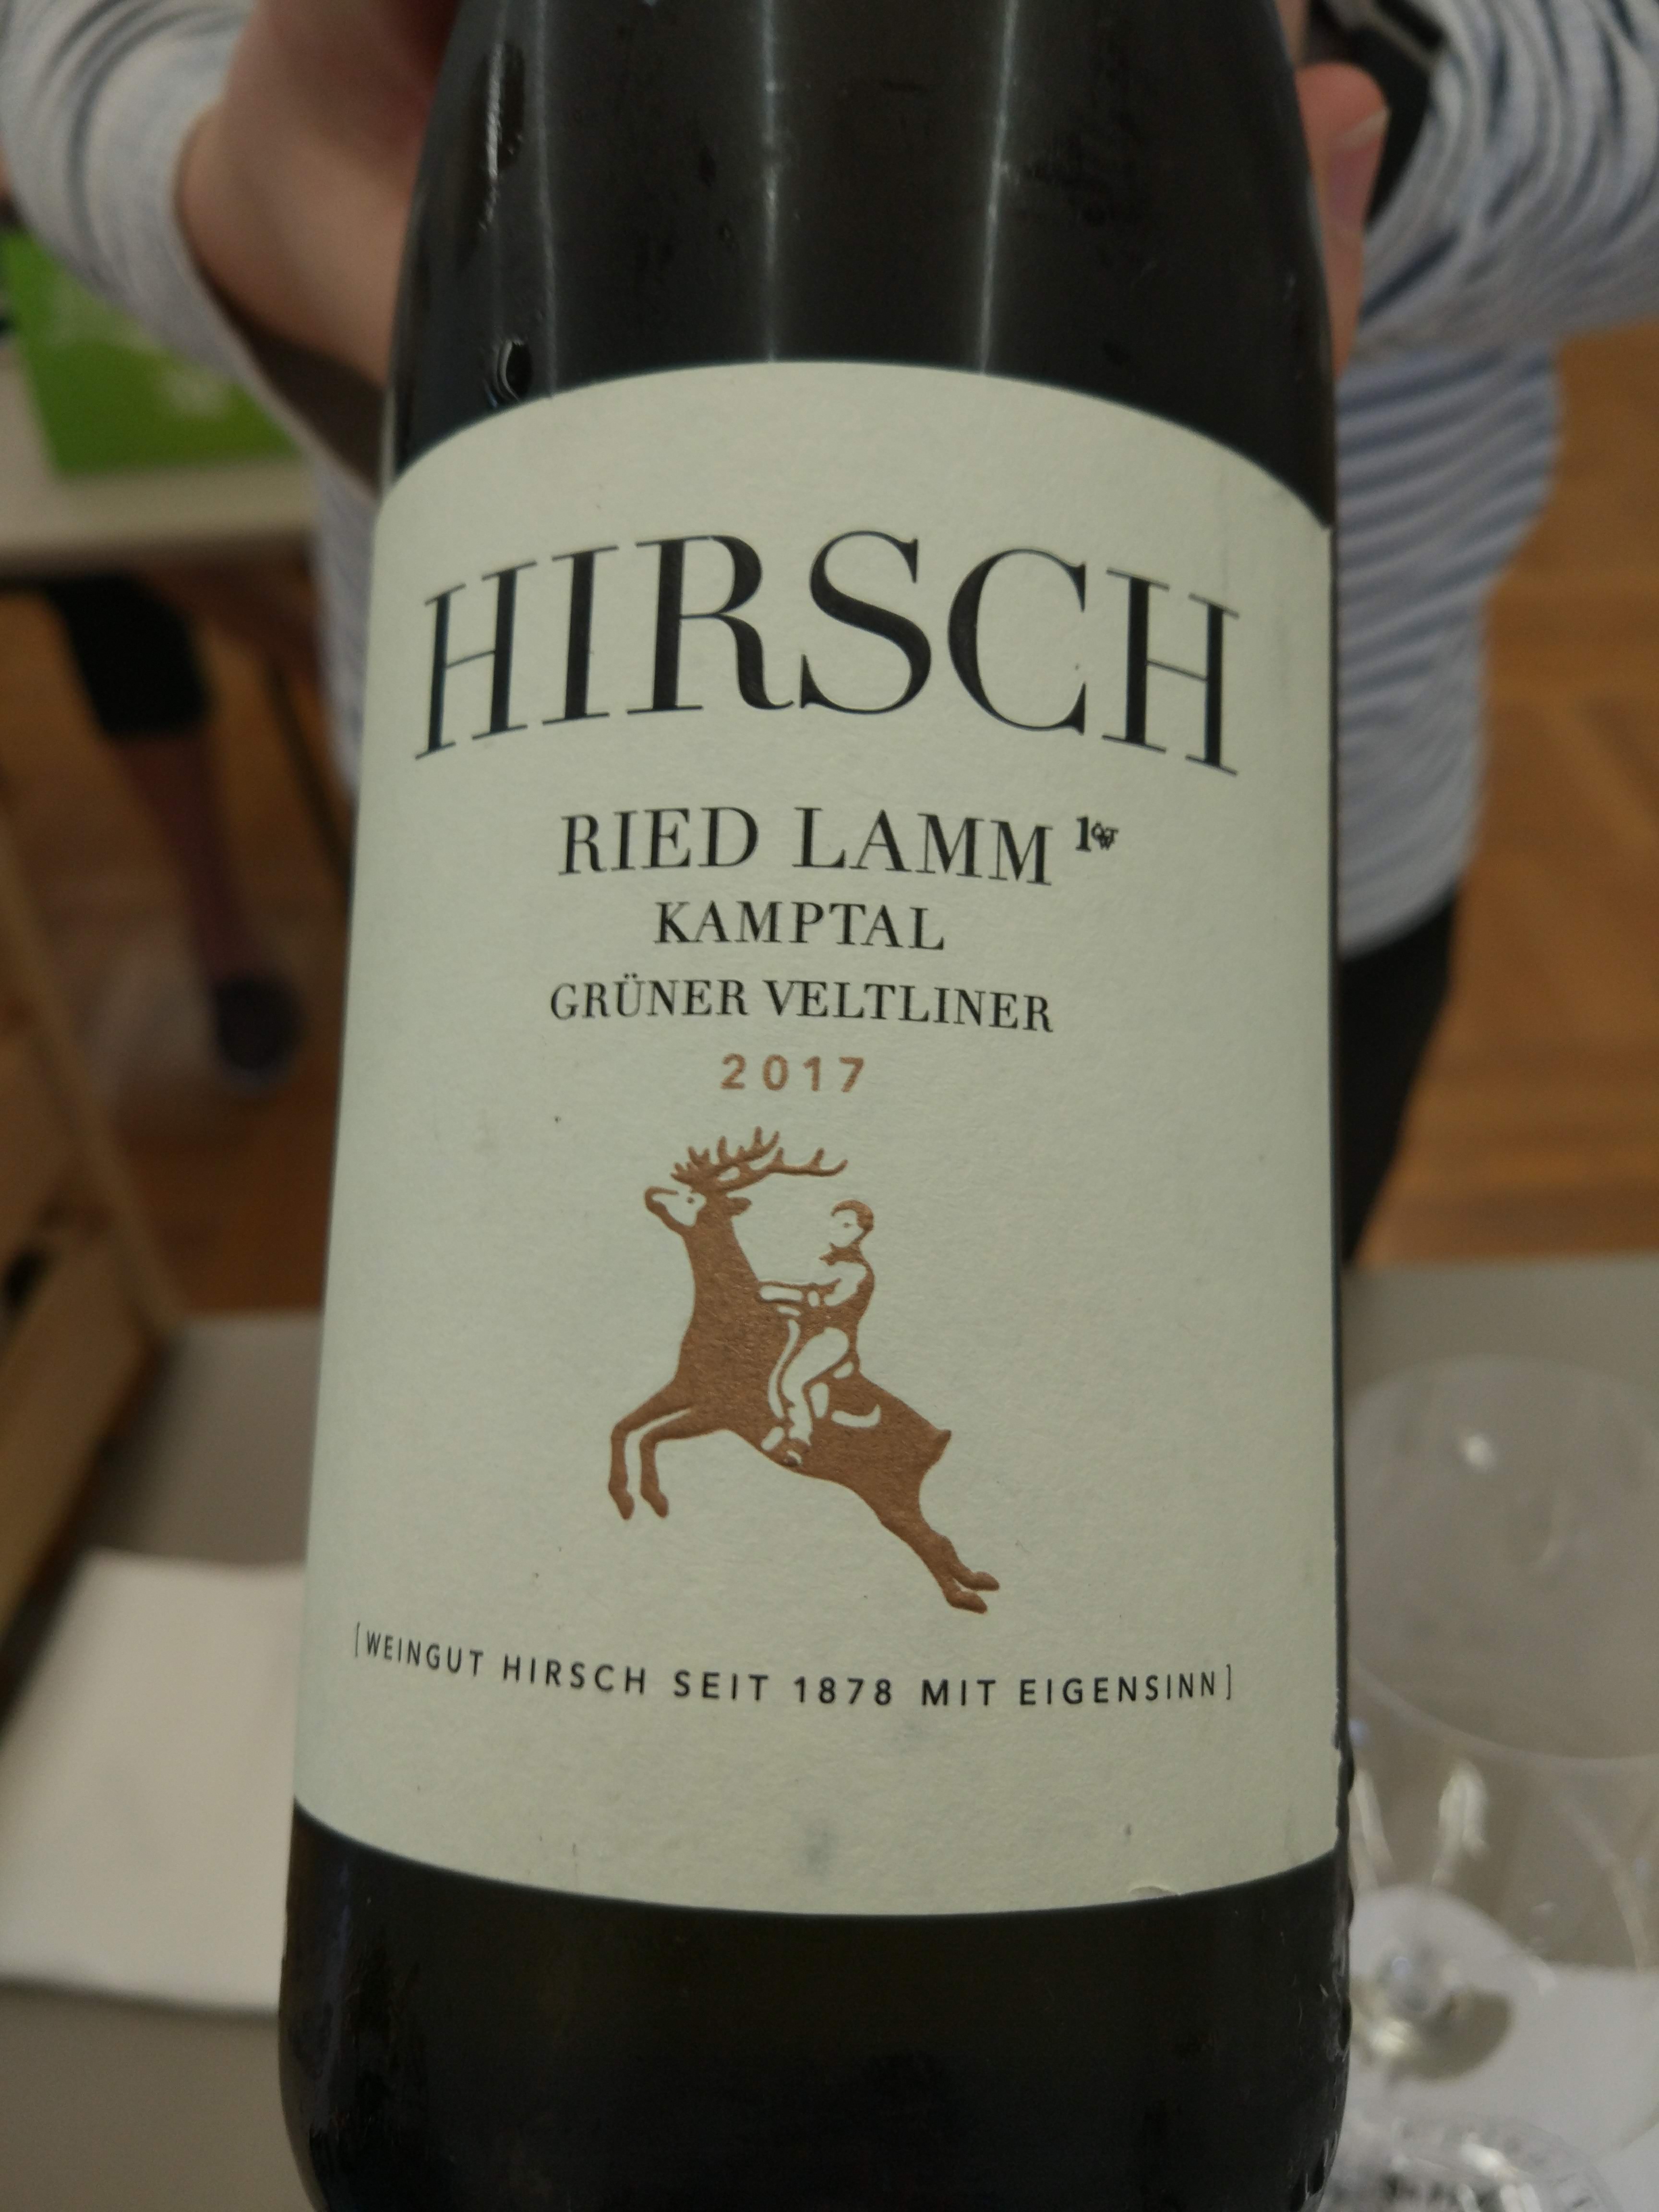 HIRSCH
RIED LAMM 1ÖTW
KAMPTAL
GRÜNER VELTLINER
2017
[WEINGUT HIRSCH SEIT 1878 MIT EIGENSINN]